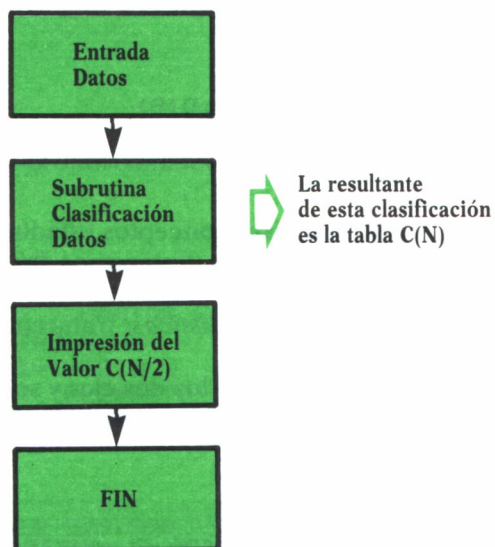 Entrada
Datos
Subrutina
Clasificación
Datos
La resultante
de esta clasificación
es la tabla C(N)
Impresión del
Valor C(N/2)
FIN